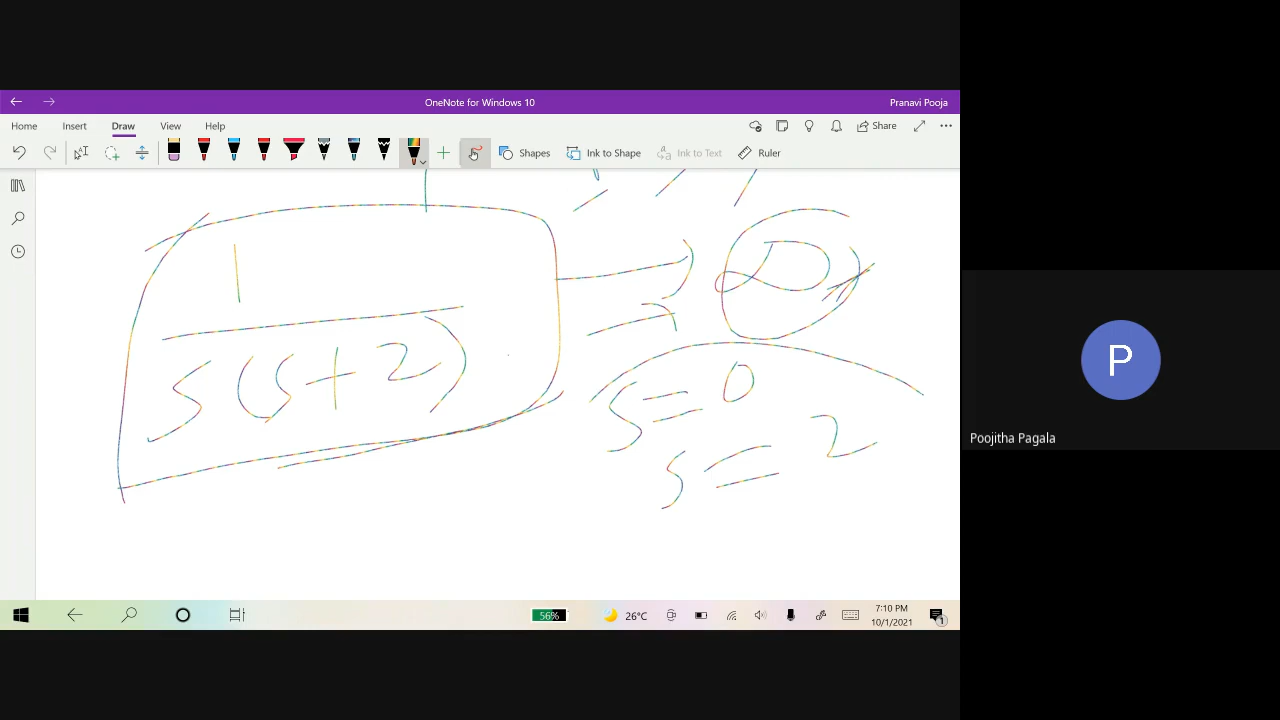 OneNote for Windows 10
Pranavi Pooja
Home Insert Draw View Help
Share
Shapes
Ink to Shape
Ink to Text
Ruler
1
s(s+2)
s=0
s=2
P
Poojitha Pagala
56%
26°C
7:10 PM
10/1/2021
1